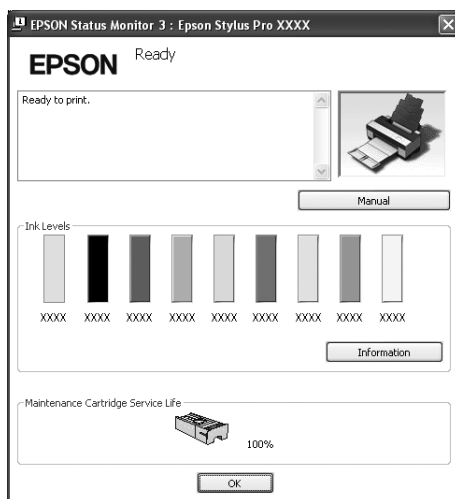 EPSON Status Monitor 3 : Epson Stylus Pro XXXX
EPSON
Ready
Ready to print.
Manual
Ink Levels
XXXX XXXX XXXX XXXX XXXX XXXX XXXX XXXX XXXX
Information
Maintenance Cartridge Service Life
100%
OK